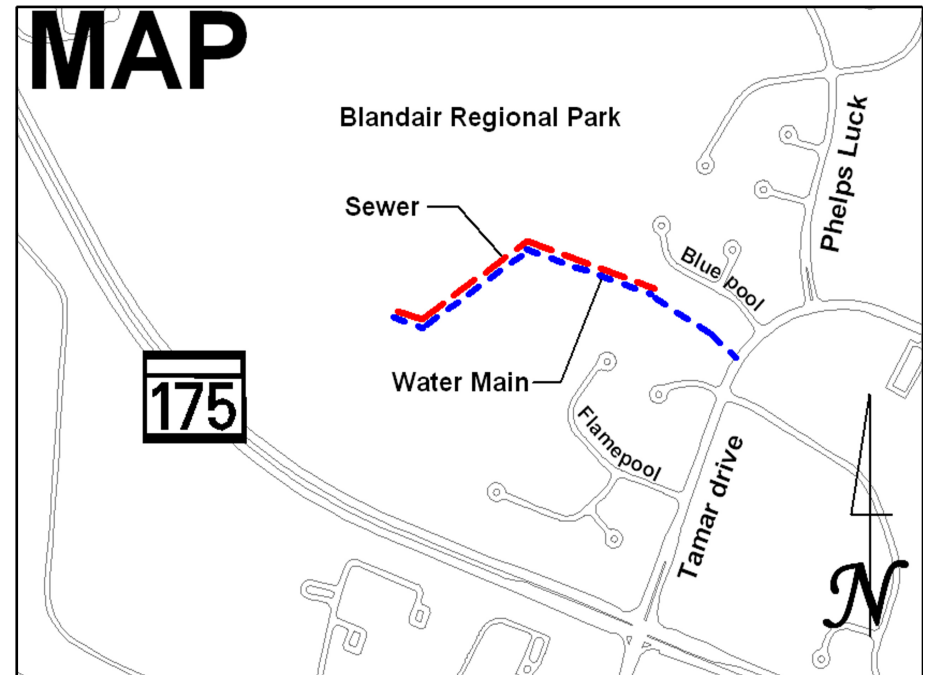 MAP
Blandair Regional Park
Phelps Luck
Sewer
Blue pool
Water Main
175
Flamepool
Tamar drive
N